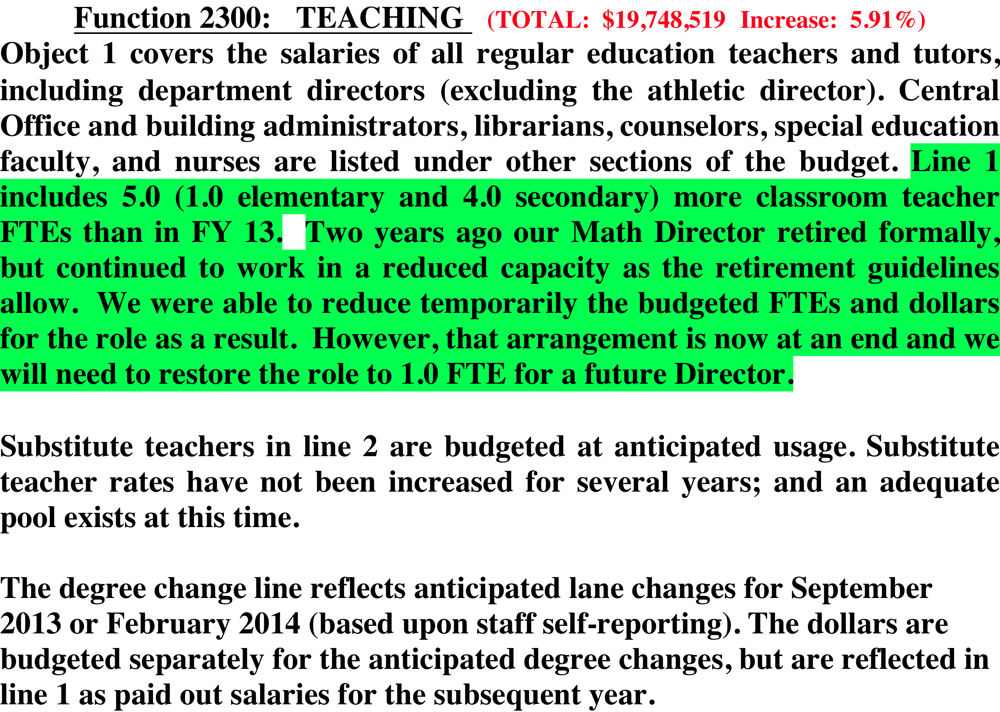 Function 2300: TEACHING (TOTAL: $19,748,519 Increase: 5.91%)
Object 1 covers the salaries of all regular education teachers and tutors,
including department directors (excluding the athletic director). Central
Office and building administrators, librarians, counselors, special education
faculty, and nurses are listed under other sections of the budget. Line 1
includes 5.0 (1.0 elementary and 4.0 secondary) more classroom teacher
FTEs than in FY 13. Two years ago our Math Director retired formally,
but continued to work in a reduced capacity as the retirement guidelines
allow. We were able to reduce temporarily the budgeted FTEs and dollars
for the role as a result. However, that arrangement is now at an end and we
will need to restore the role to 1.0 FTE for a future Director.
Substitute teachers in line 2 are budgeted at anticipated usage. Substitute
teacher rates have not been increased for several years; and an adequate
pool exists at this time.
The degree change line reflects anticipated lane changes for September
2013 or February 2014 (based upon staff self-reporting). The dollars are
budgeted separately for the anticipated degree changes, but are reflected in
line 1 as paid out salaries for the subsequent year.